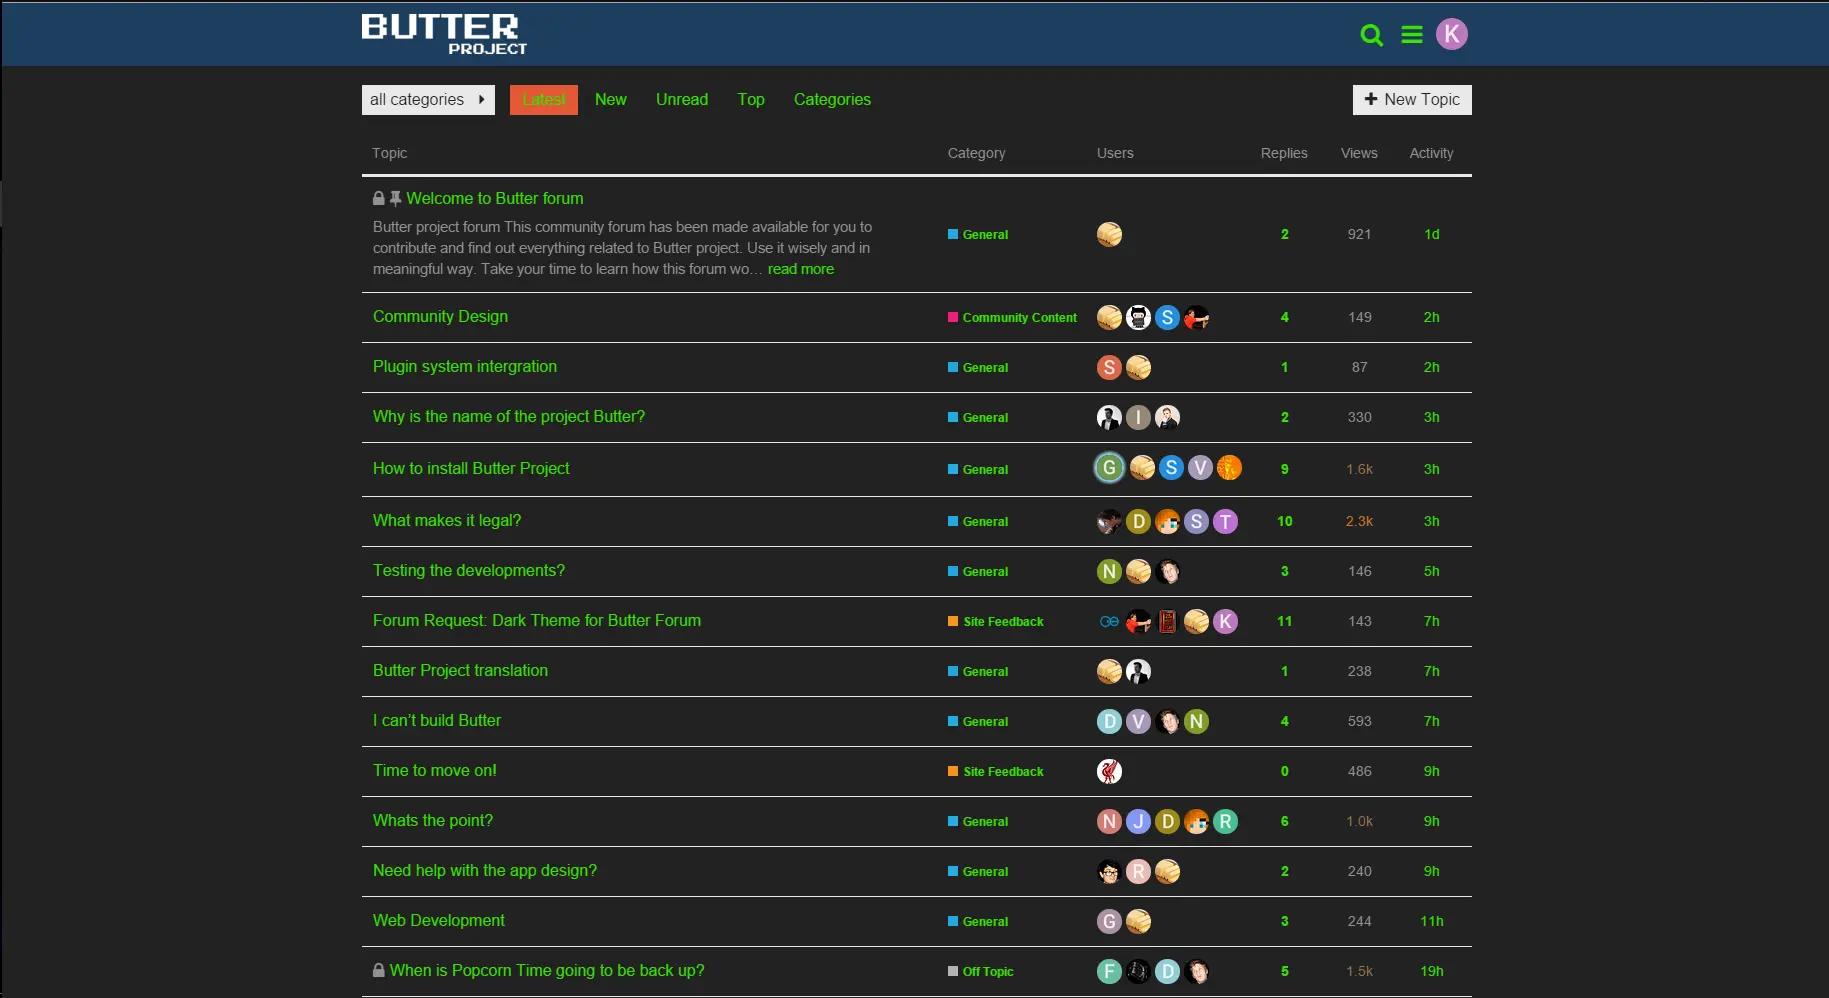 BUTTER
PROJECT
K
all categories Latest New Unread Top Categories New Topic
Topic Category Users Replies Views Activity
Welcome to Butter forum
Butter project forum This community forum has been made available for you to
contribute and find out everything related to Butter project. Use it wisely and in
meaningful way. Take your time to learn how this forum wo… read more
General 2 921 1d
Community Design Community Content S 4 149 2h
Plugin system intergration General S 1 87 2h
Why is the name of the project Butter? General I 2 330 3h
How to install Butter Project General G S V 9 1.6k 3h
What makes it legal? General D S T 10 2.3k 3h
Testing the developments? General N 3 146 5h
Forum Request: Dark Theme for Butter Forum Site Feedback K 11 143 7h
Butter Project translation General 1 238 7h
I can't build Butter General D V N 4 593 7h
Time to move on! Site Feedback 0 486 9h
Whats the point? General N J D R 6 1.0k 9h
Need help with the app design? General R 2 240 9h
Web Development General G 3 244 11h
When is Popcorn Time going to be back up? Off Topic F D 5 1.5k 19h